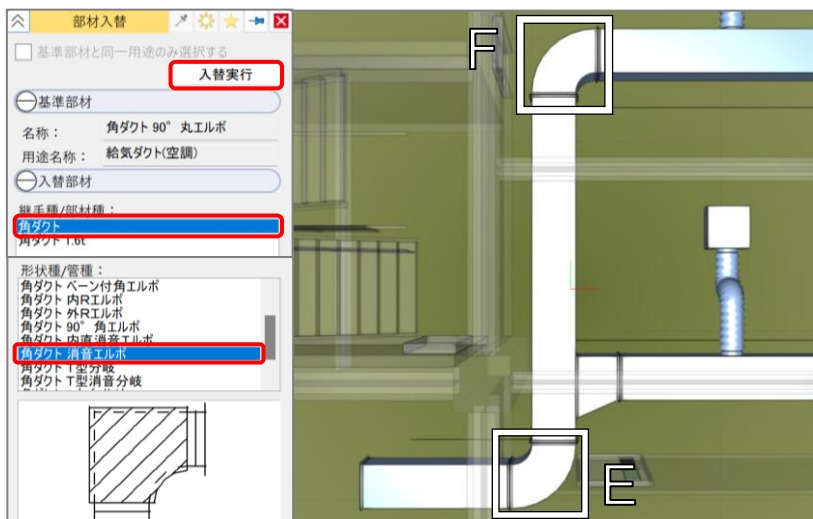 部材入替
基準部材と同一用途のみ選択する
入替実行
基準部材
名称： 角ダクト 90° 丸エルボ
用途名称： 給気ダクト(空調)
入替部材
継手種/部材種：
角ダクト
角ダクト 1.6t
形状種/管種：
角ダクト ベーン付角エルボ
角ダクト 内Rエルボ
角ダクト 外Rエルボ
角ダクト 90° 角エルボ
角ダクト 内直消音エルボ
角ダクト 消音エルボ
角ダクト T型分岐
角ダクト T型消音分岐
F
E